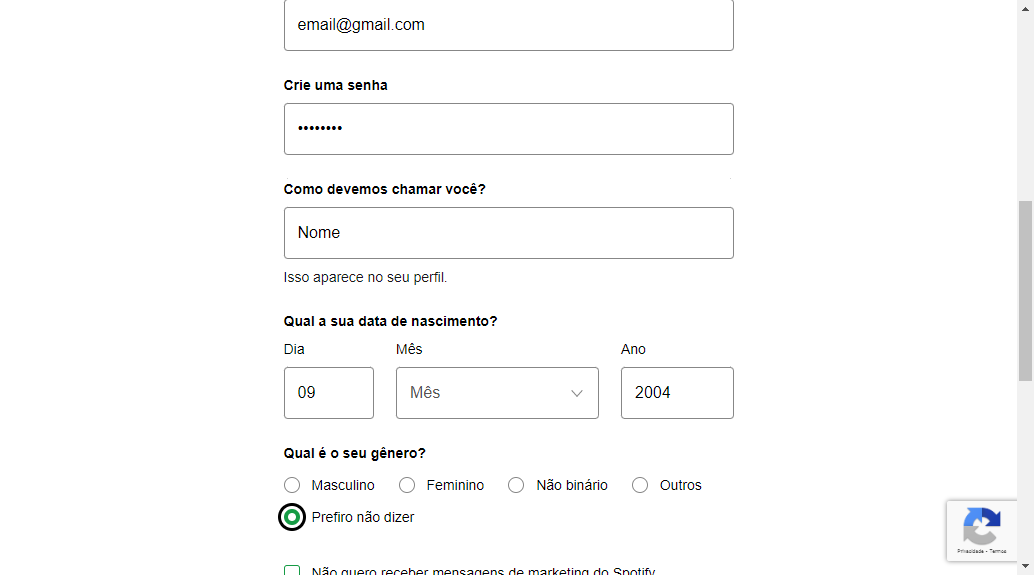 email@gmail.com
Crie uma senha
••••••••
Como devemos chamar você?
Nome
Isso aparece no seu perfil.
Qual a sua data de nascimento?
Dia Mês Ano
09 Mês 2004
Qual é o seu gênero?
Masculino Feminino Não binário Outros
Prefiro não dizer
Privacidade - Termos
Não quero receber mensagens de marketing do Spotify